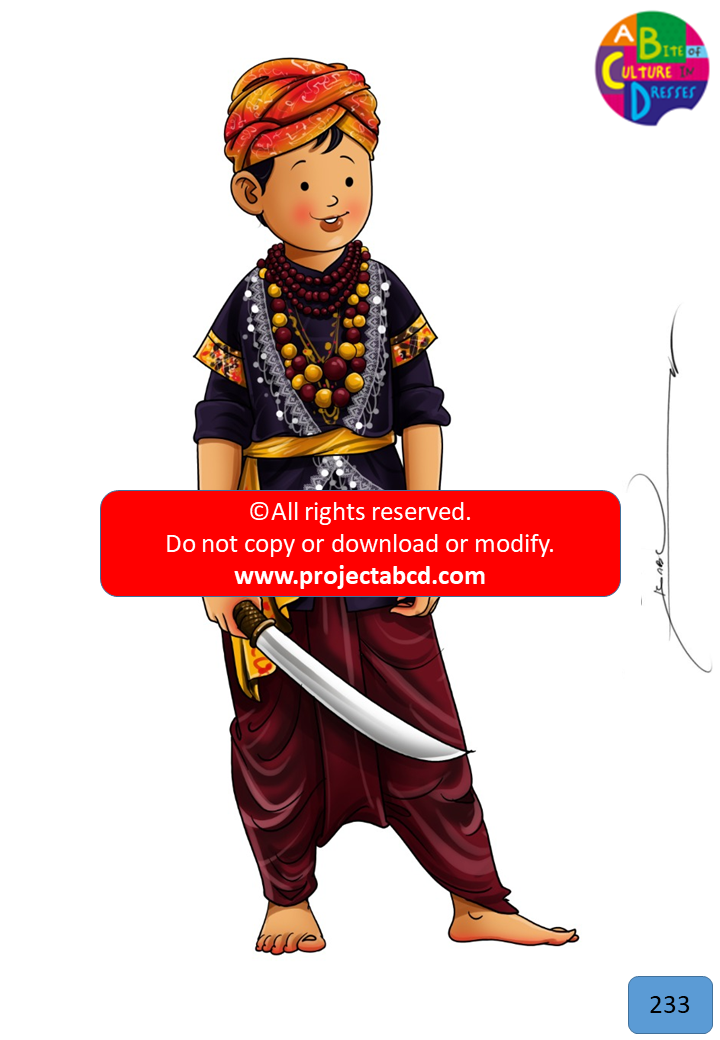 A BITE OF
CULTURE IN
DRESSES
©All rights reserved.
Do not copy or download or modify.
www.projectabcd.com
233